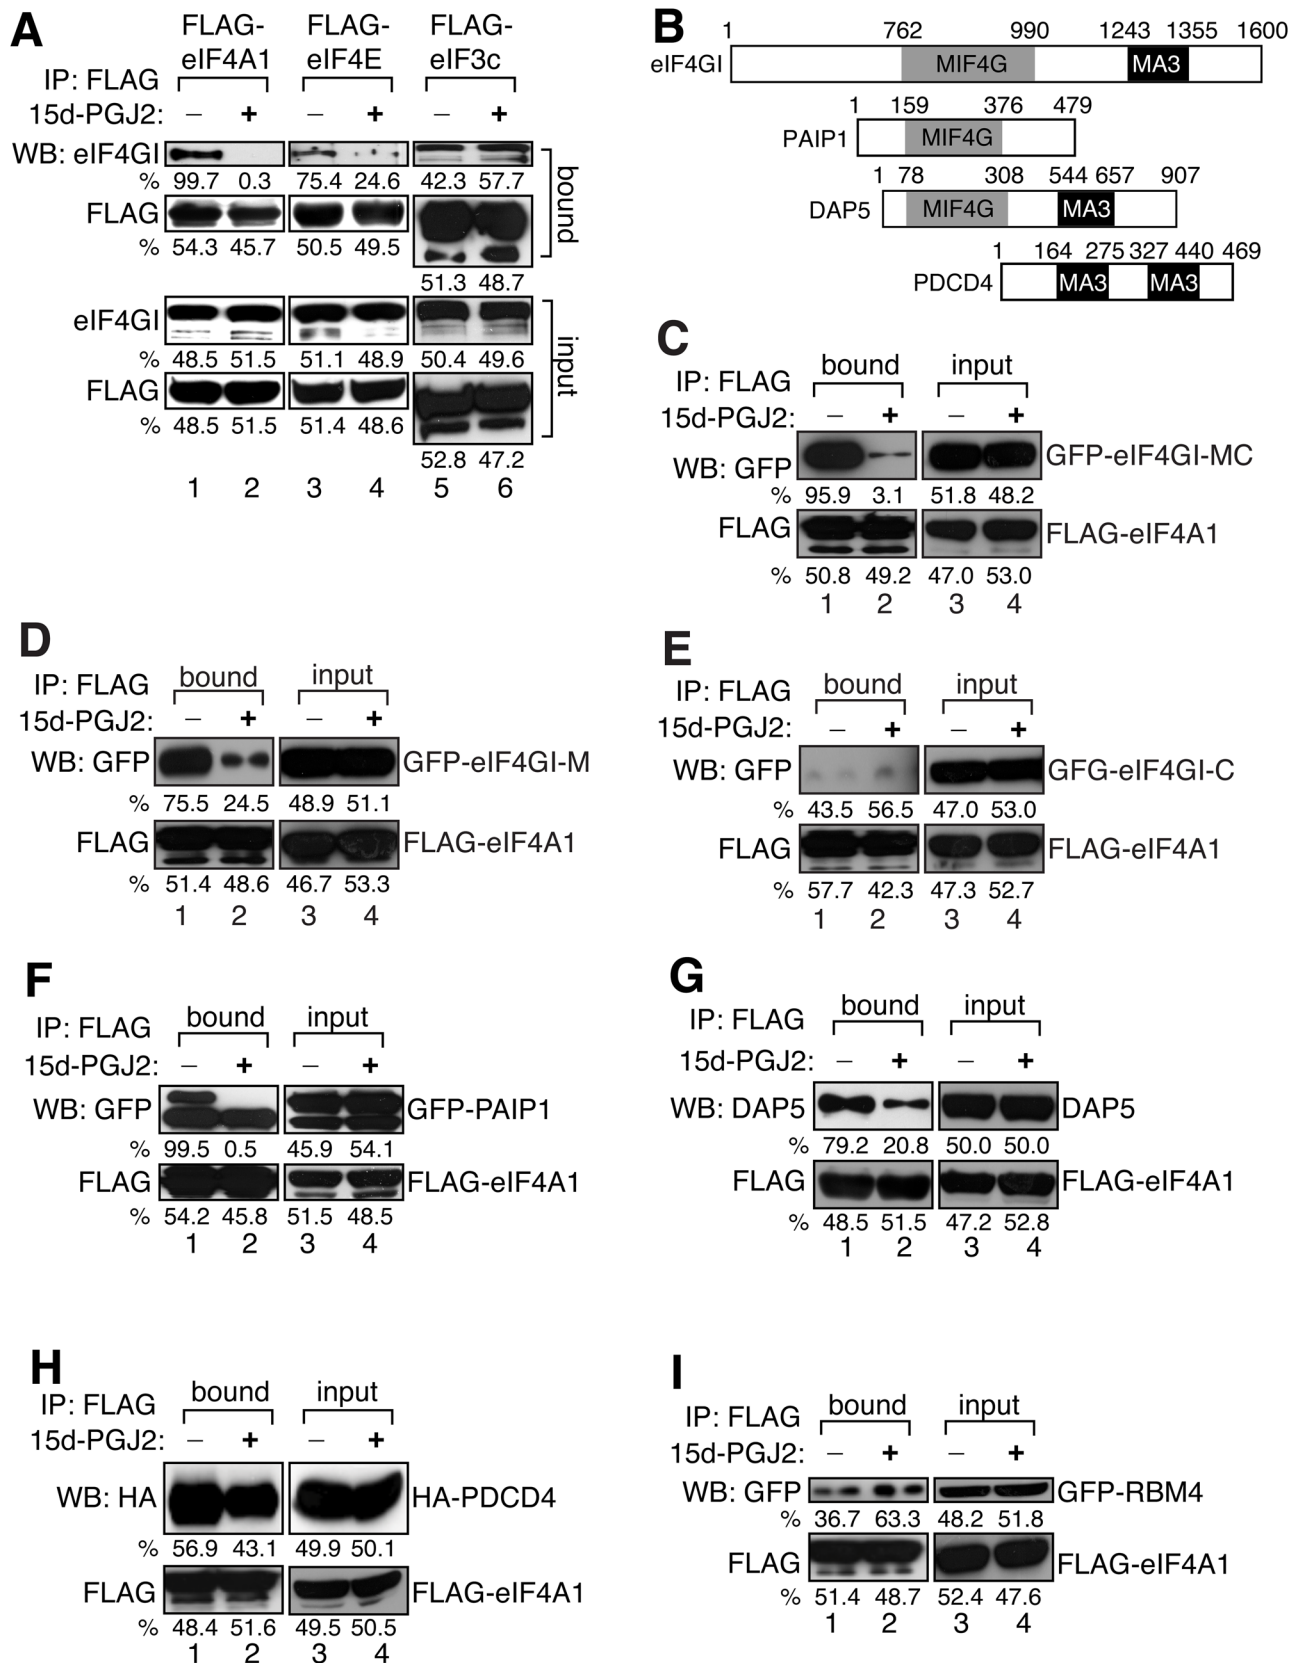 A
FLAG-
eIF4A1
FLAG-
eIF4E
FLAG-
eIF3c
IP: FLAG
15d-PGJ2: – + – + – +
WB: eIF4GI
% 99.7 0.3 75.4 24.6 42.3 57.7
FLAG
% 54.3 45.7 50.5 49.5
51.3 48.7
bound
eIF4GI
% 48.5 51.5 51.1 48.9 50.4 49.6
FLAG
% 48.5 51.5 51.4 48.6
52.8 47.2
input
1 2 3 4 5 6
B
1 762 990 1243 1355 1600
eIF4GI MIF4G MA3
1 159 376 479
PAIP1 MIF4G
1 78 308 544 657 907
DAP5 MIF4G MA3
1 164 275 327 440 469
PDCD4 MA3 MA3
C
bound input
IP: FLAG
15d-PGJ2: – + – +
WB: GFP GFP-eIF4GI-MC
% 95.9 3.1 51.8 48.2
FLAG FLAG-eIF4A1
% 50.8 49.2 47.0 53.0
1 2 3 4
D
bound input
IP: FLAG
15d-PGJ2: – + – +
WB: GFP GFP-eIF4GI-M
% 75.5 24.5 48.9 51.1
FLAG FLAG-eIF4A1
% 51.4 48.6 46.7 53.3
1 2 3 4
E
bound input
IP: FLAG
15d-PGJ2: – + – +
WB: GFP GFG-eIF4GI-C
% 43.5 56.5 47.0 53.0
FLAG FLAG-eIF4A1
% 57.7 42.3 47.3 52.7
1 2 3 4
F
bound input
IP: FLAG
15d-PGJ2: – + – +
WB: GFP GFP-PAIP1
% 99.5 0.5 45.9 54.1
FLAG FLAG-eIF4A1
% 54.2 45.8 51.5 48.5
1 2 3 4
G
bound input
IP: FLAG
15d-PGJ2: – + – +
WB: DAP5 DAP5
% 79.2 20.8 50.0 50.0
FLAG FLAG-eIF4A1
% 48.5 51.5 47.2 52.8
1 2 3 4
H
bound input
IP: FLAG
15d-PGJ2: – + – +
WB: HA HA-PDCD4
% 56.9 43.1 49.9 50.1
FLAG FLAG-eIF4A1
% 48.4 51.6 49.5 50.5
1 2 3 4
I
bound input
IP: FLAG
15d-PGJ2: – + – +
WB: GFP GFP-RBM4
% 36.7 63.3 48.2 51.8
FLAG FLAG-eIF4A1
% 51.4 48.7 52.4 47.6
1 2 3 4